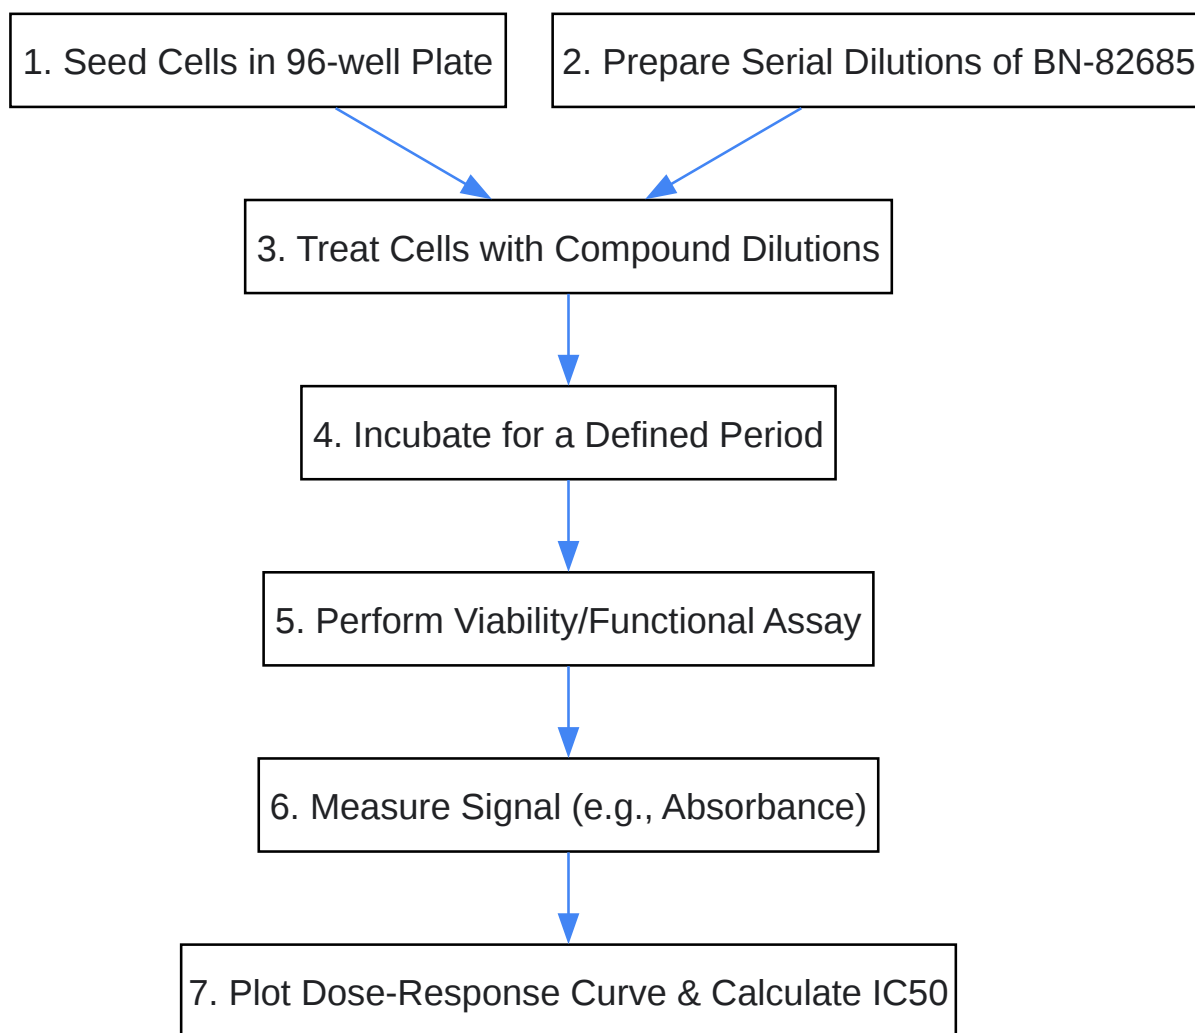 1. Seed Cells in 96-well Plate
2. Prepare Serial Dilutions of BN-82685
3. Treat Cells with Compound Dilutions
4. Incubate for a Defined Period
5. Perform Viability/Functional Assay
6. Measure Signal (e.g., Absorbance)
7. Plot Dose-Response Curve & Calculate IC50